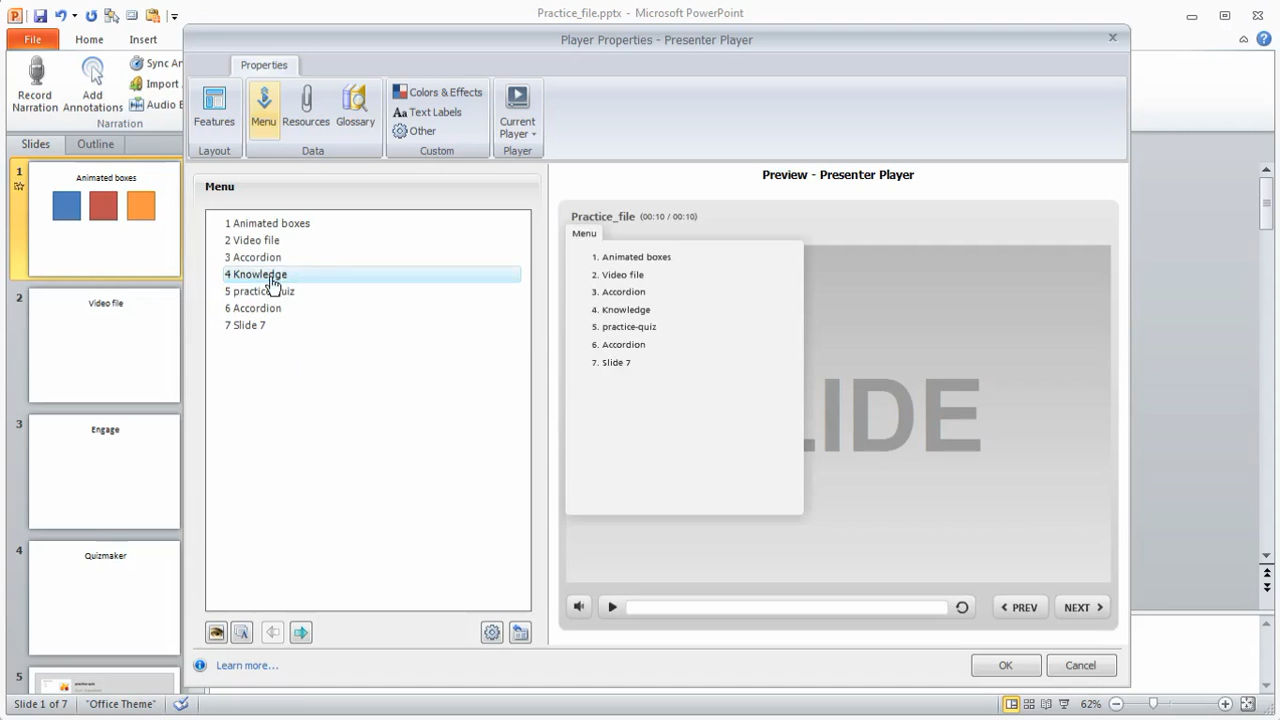 Practice_file.pptx - Microsoft PowerPoint
File
Home
Insert
Player Properties - Presenter Player
Properties
Record Narration
Add Annotations
Sync An
Import
Audio E
Narration
Features
Layout
Menu
Resources
Glossary
Data
Colors & Effects
Text Labels
Other
Custom
Current Player
Player
Slides
Outline
1
Animated boxes
2
Video file
3
Engage
4
Quizmaker
5
Menu
1 Animated boxes
2 Video file
3 Accordion
4 Knowledge
5 practice-quiz
6 Accordion
7 Slide 7
Preview - Presenter Player
Practice_file (00:10 / 00:10)
Menu
1. Animated boxes
2. Video file
3. Accordion
4. Knowledge
5. practice-quiz
6. Accordion
7. Slide 7
LIDE
PREV
NEXT
Learn more...
OK
Cancel
Slide 1 of 7
"Office Theme"
62%